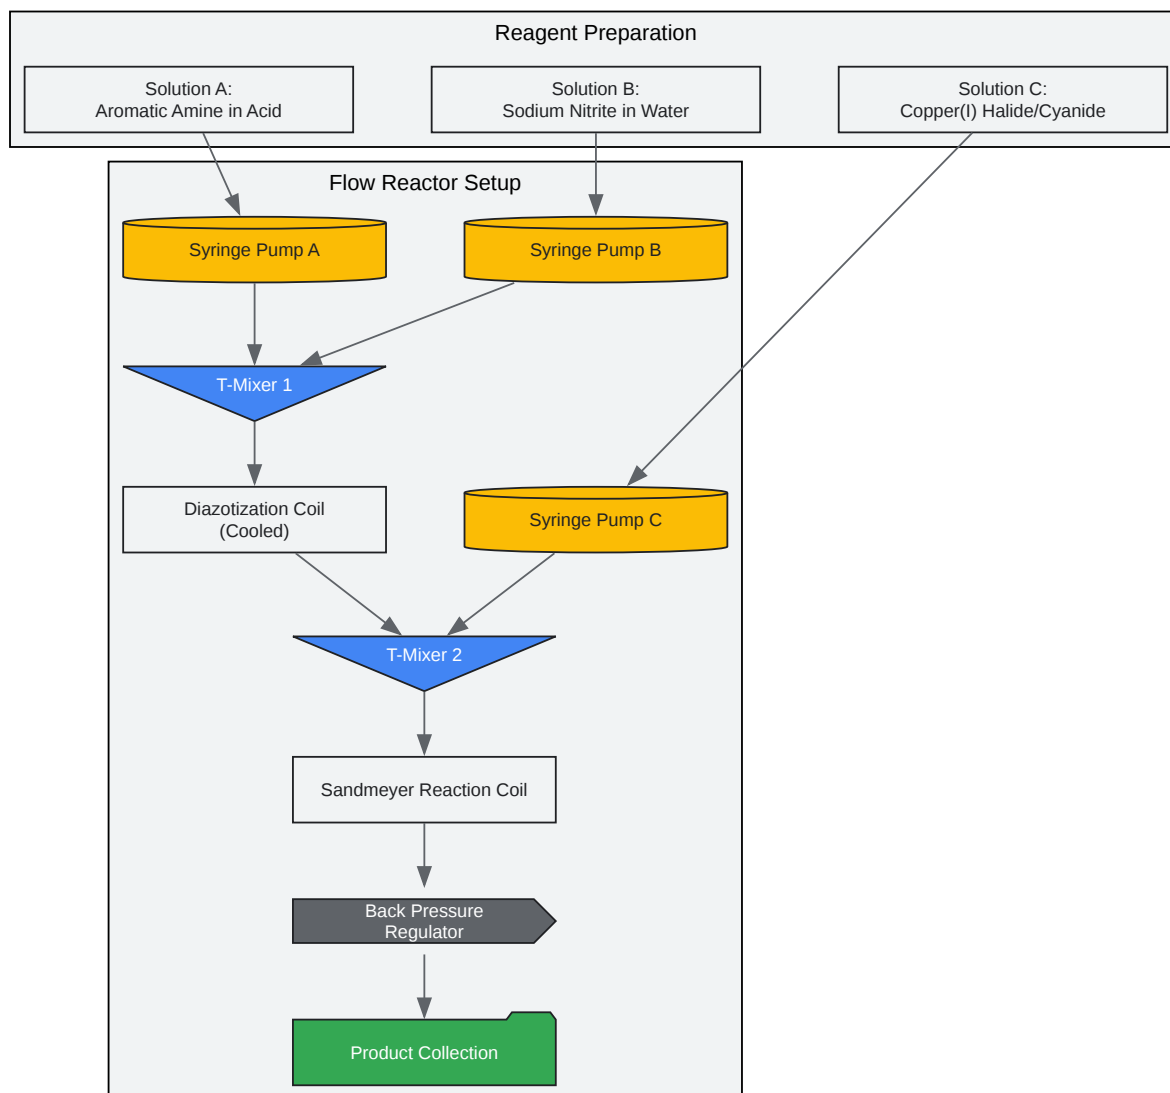 Reagent Preparation
Solution A:
Aromatic Amine in Acid
Solution B:
Sodium Nitrite in Water
Solution C:
Copper(I) Halide/Cyanide
Flow Reactor Setup
Syringe Pump A
Syringe Pump B
T-Mixer 1
Diazotization Coil
(Cooled)
Syringe Pump C
T-Mixer 2
Sandmeyer Reaction Coil
Back Pressure
Regulator
Product Collection